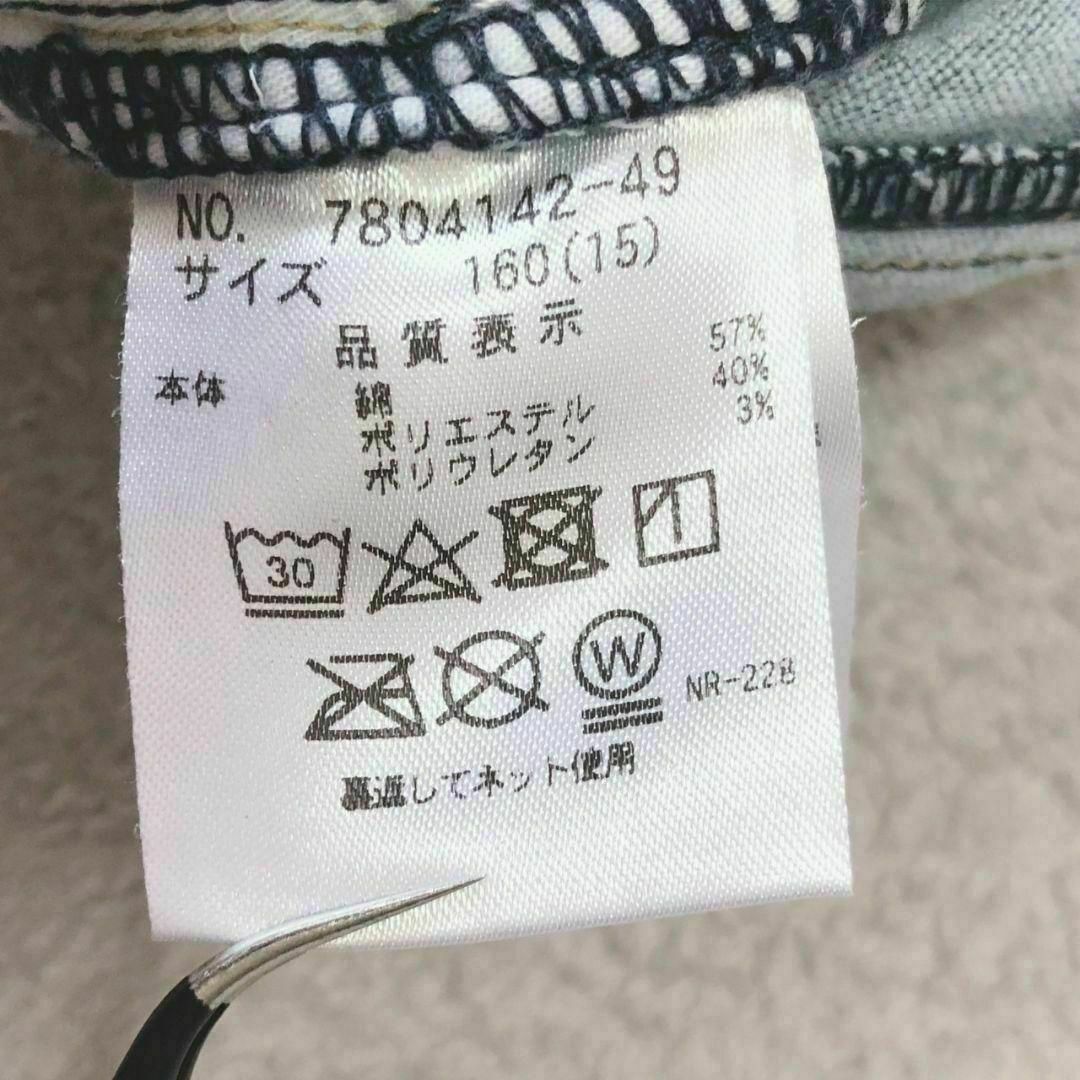 NO. 7804142-49
サイズ 160(15)
品質表示
本体 綿 57%
ポリエステル 40%
ポリウレタン 3%
30
W
NR-22B
裏返してネット使用